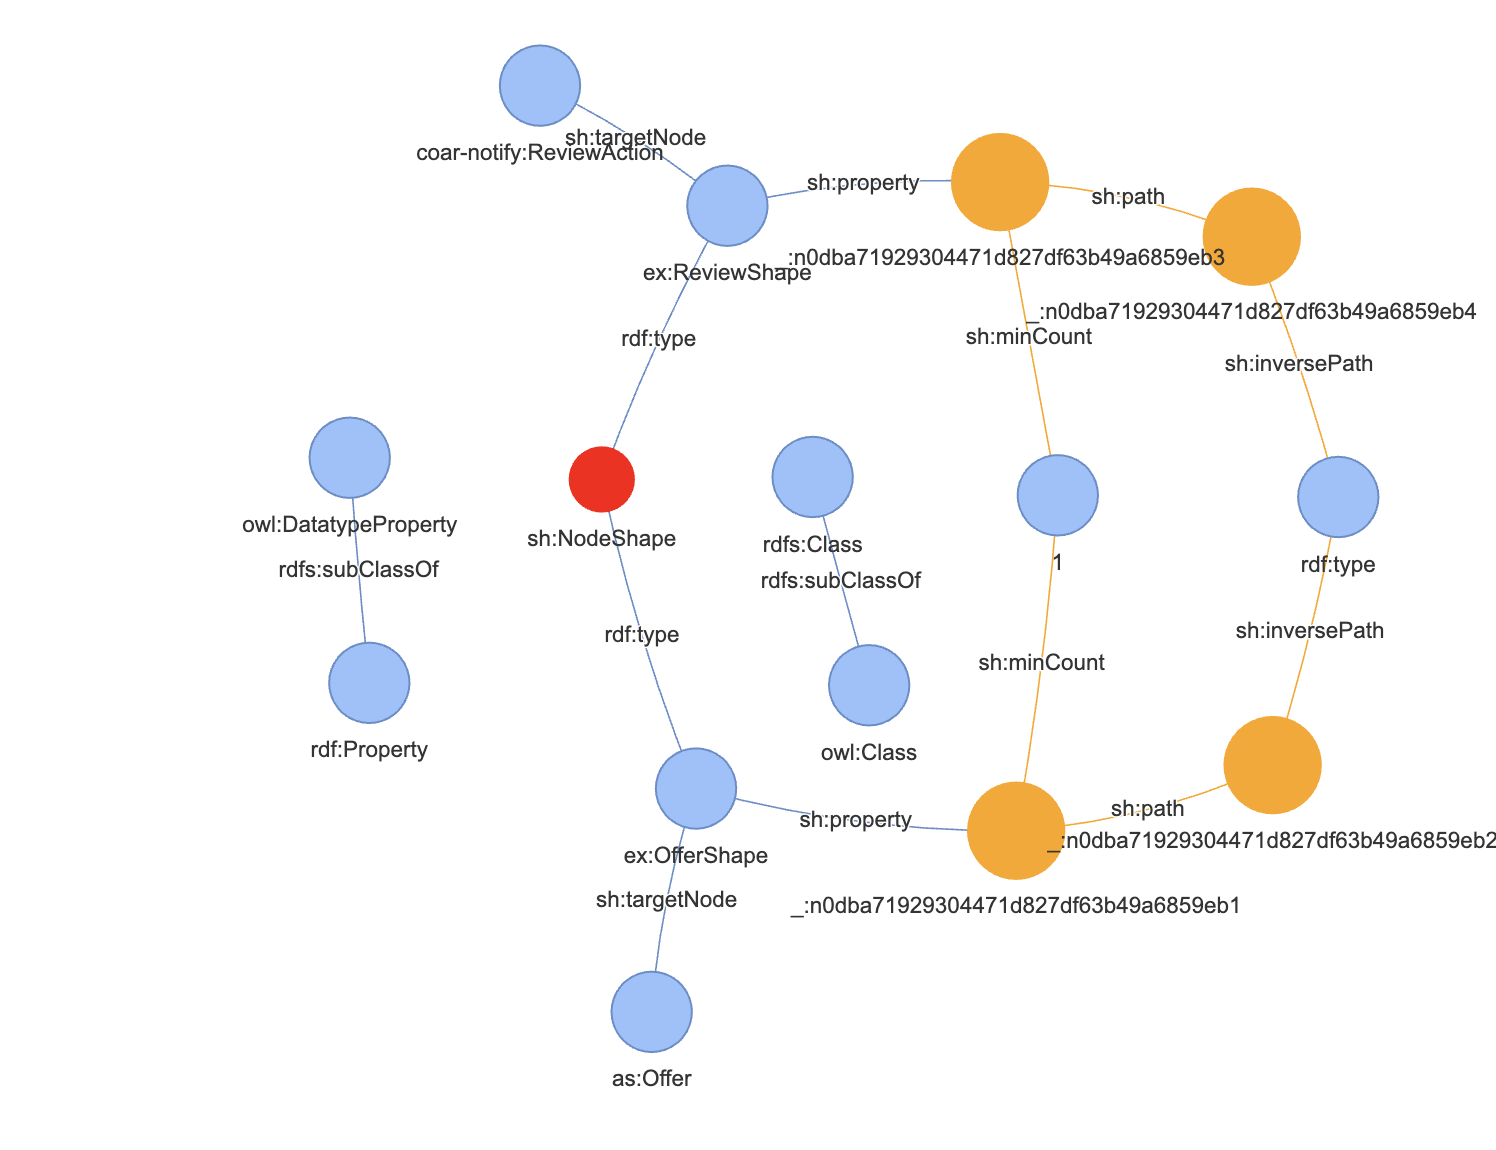 sh:targetNode
coar-notify:ReviewAction
sh:property
sh:path
_:n0dba71929304471d827df63b49a6859eb3
ex:ReviewShape
_:n0dba71929304471d827df63b49a6859eb4
rdf:type
sh:minCount
sh:inversePath
owl:DatatypeProperty
sh:NodeShape
rdfs:Class
1
rdf:type
rdfs:subClassOf
rdfs:subClassOf
rdf:type
sh:inversePath
sh:minCount
rdf:Property
owl:Class
sh:property
sh:path
_:n0dba71929304471d827df63b49a6859eb2
ex:OfferShape
sh:targetNode
_:n0dba71929304471d827df63b49a6859eb1
as:Offer